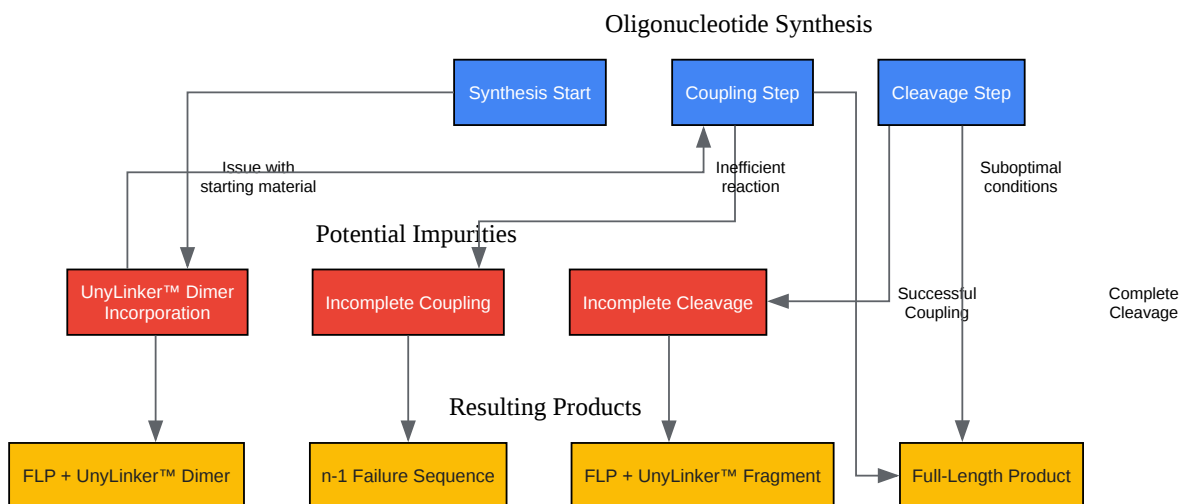 Oligonucleotide Synthesis
Synthesis Start
Coupling Step
Cleavage Step
Issue with
starting material
Inefficient
reaction
Suboptimal
conditions
Potential Impurities
UnyLinker™ Dimer
Incorporation
Incomplete Coupling
Incomplete Cleavage
Successful
Coupling
Complete
Cleavage
Resulting Products
FLP + UnyLinker™ Dimer
n-1 Failure Sequence
FLP + UnyLinker™ Fragment
Full-Length Product